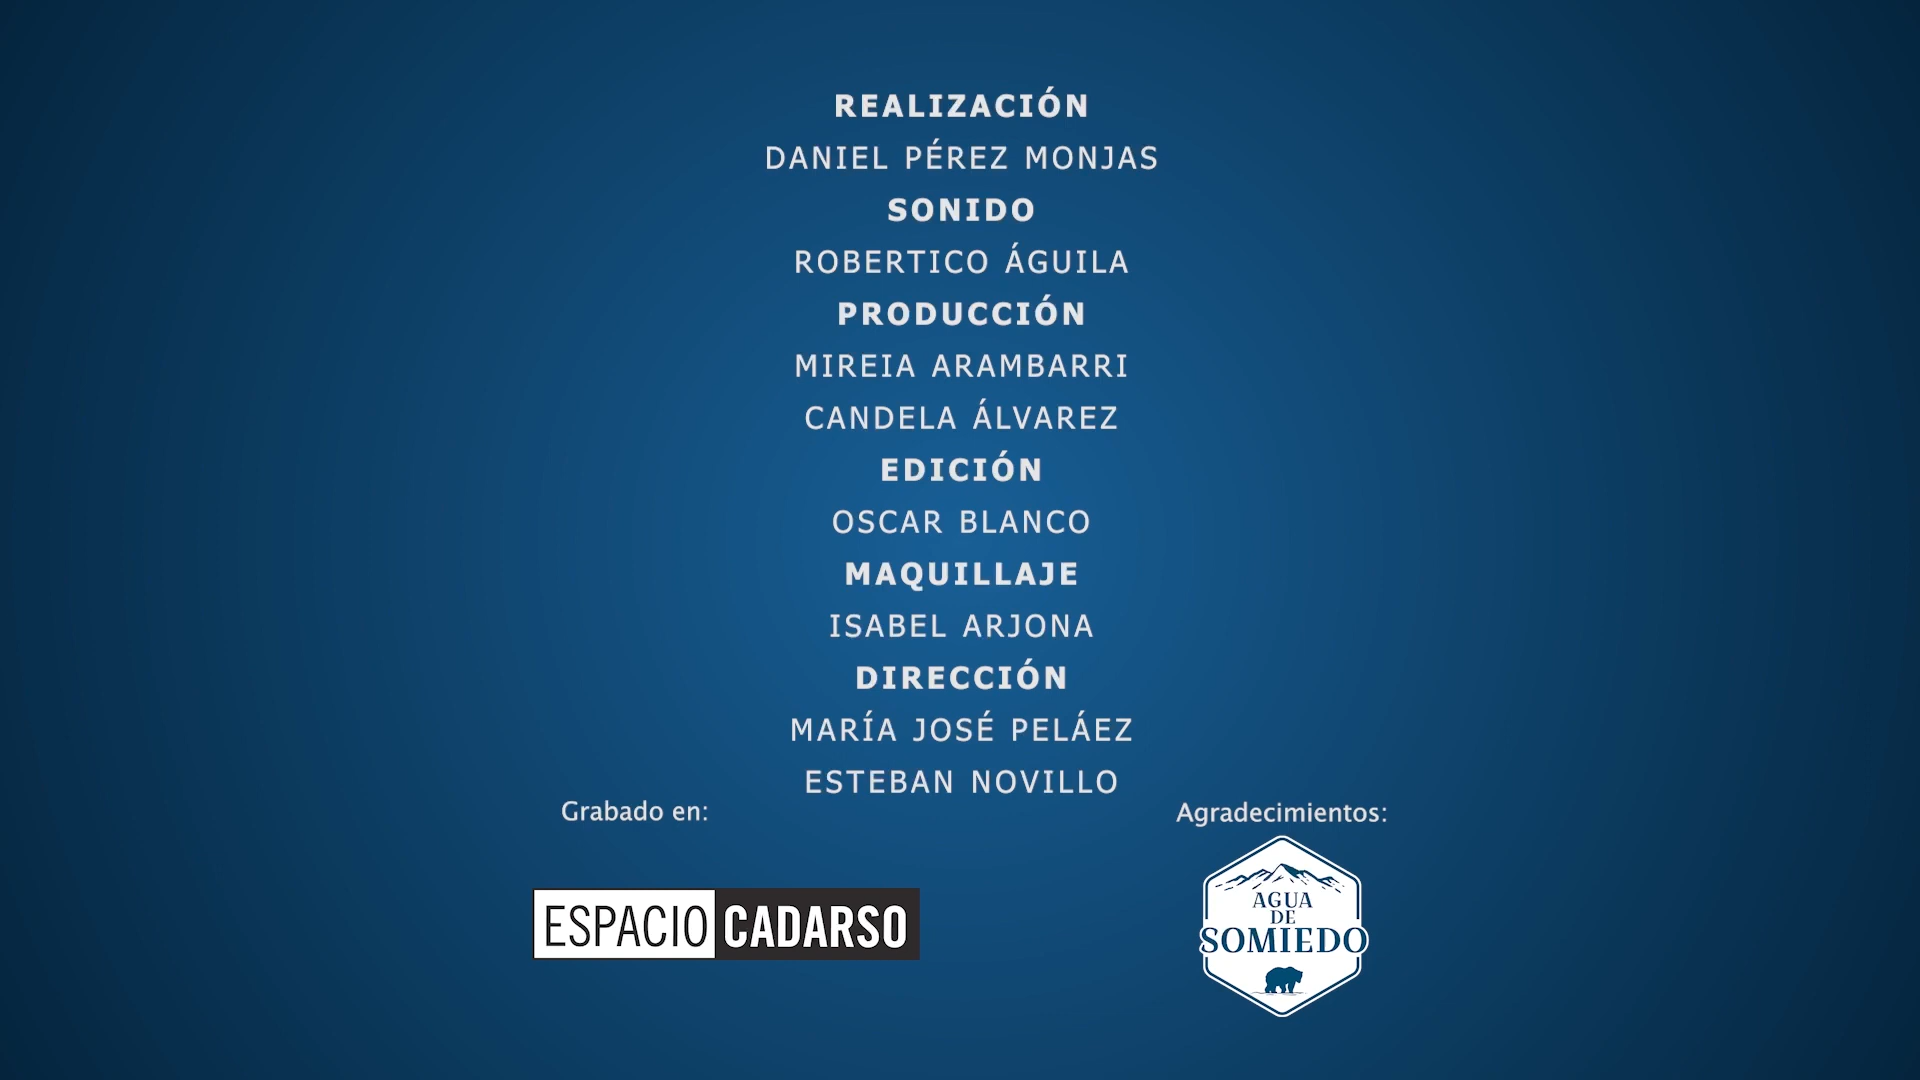 REALIZACIÓN
DANIEL PÉREZ MONJAS
SONIDO
ROBERTICO ÁGUILA
PRODUCCIÓN
MIREIA ARAMBARRI
CANDELA ÁLVAREZ
EDICIÓN
OSCAR BLANCO
MAQUILLAJE
ISABEL ARJONA
DIRECCIÓN
MARÍA JOSÉ PELÁEZ
ESTEBAN NOVILLO
Grabado en:
ESPACIO CADARSO
Agradecimientos:
AGUA
DE
SOMIEDO